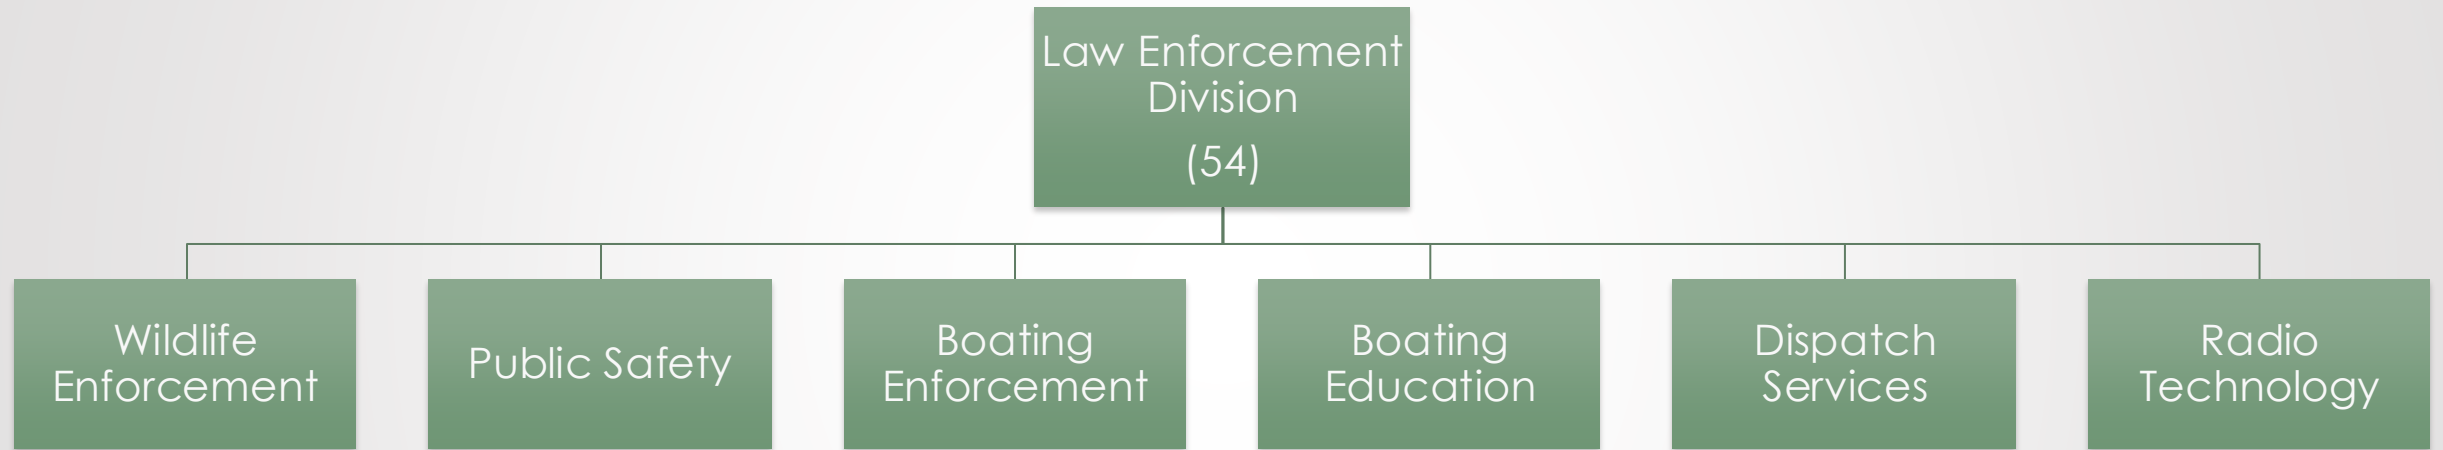 Law Enforcement
Division
(54)
Wildlife
Enforcement
Public Safety
Boating
Enforcement
Boating
Education
Dispatch
Services
Radio
Technology